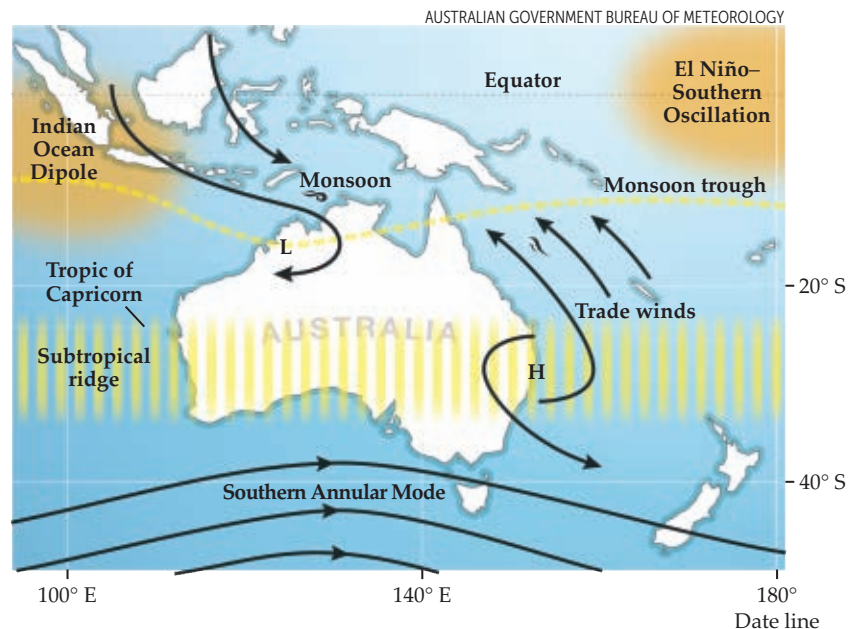 AUSTRALIAN GOVERNMENT BUREAU OF METEOROLOGY
El Niño–
Southern
Oscillation
Equator
Indian
Ocean
Dipole
Monsoon
Monsoon trough
L
Tropic of
Capricorn
20° S
Trade winds
AUSTRALIA
Subtropical
ridge
H
40° S
Southern Annular Mode
100° E
140° E
180°
Date line